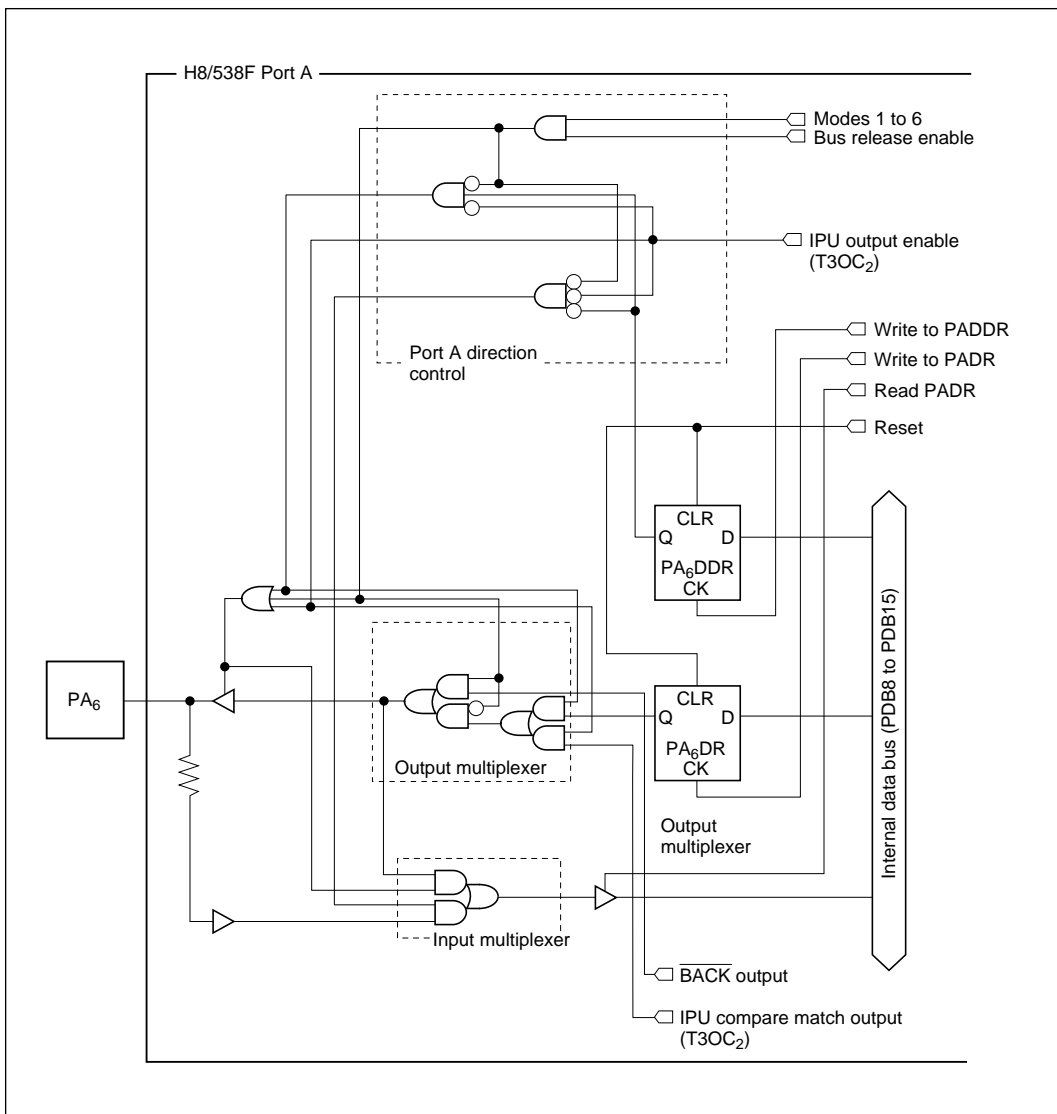 H8/538F Port A
Modes 1 to 6
Bus release enable
IPU output enable
(T3OC₂)
Port A direction
control
Write to PADDR
Write to PADR
Read PADR
Reset
CLR
Q D
PA₆DDR
CK
PA₆
CLR
Q D
PA₆DR
CK
Output multiplexer
Output
multiplexer
Internal data bus (PDB8 to PDB15)
Input multiplexer
B̅A̅C̅K̅ output
IPU compare match output
(T3OC₂)